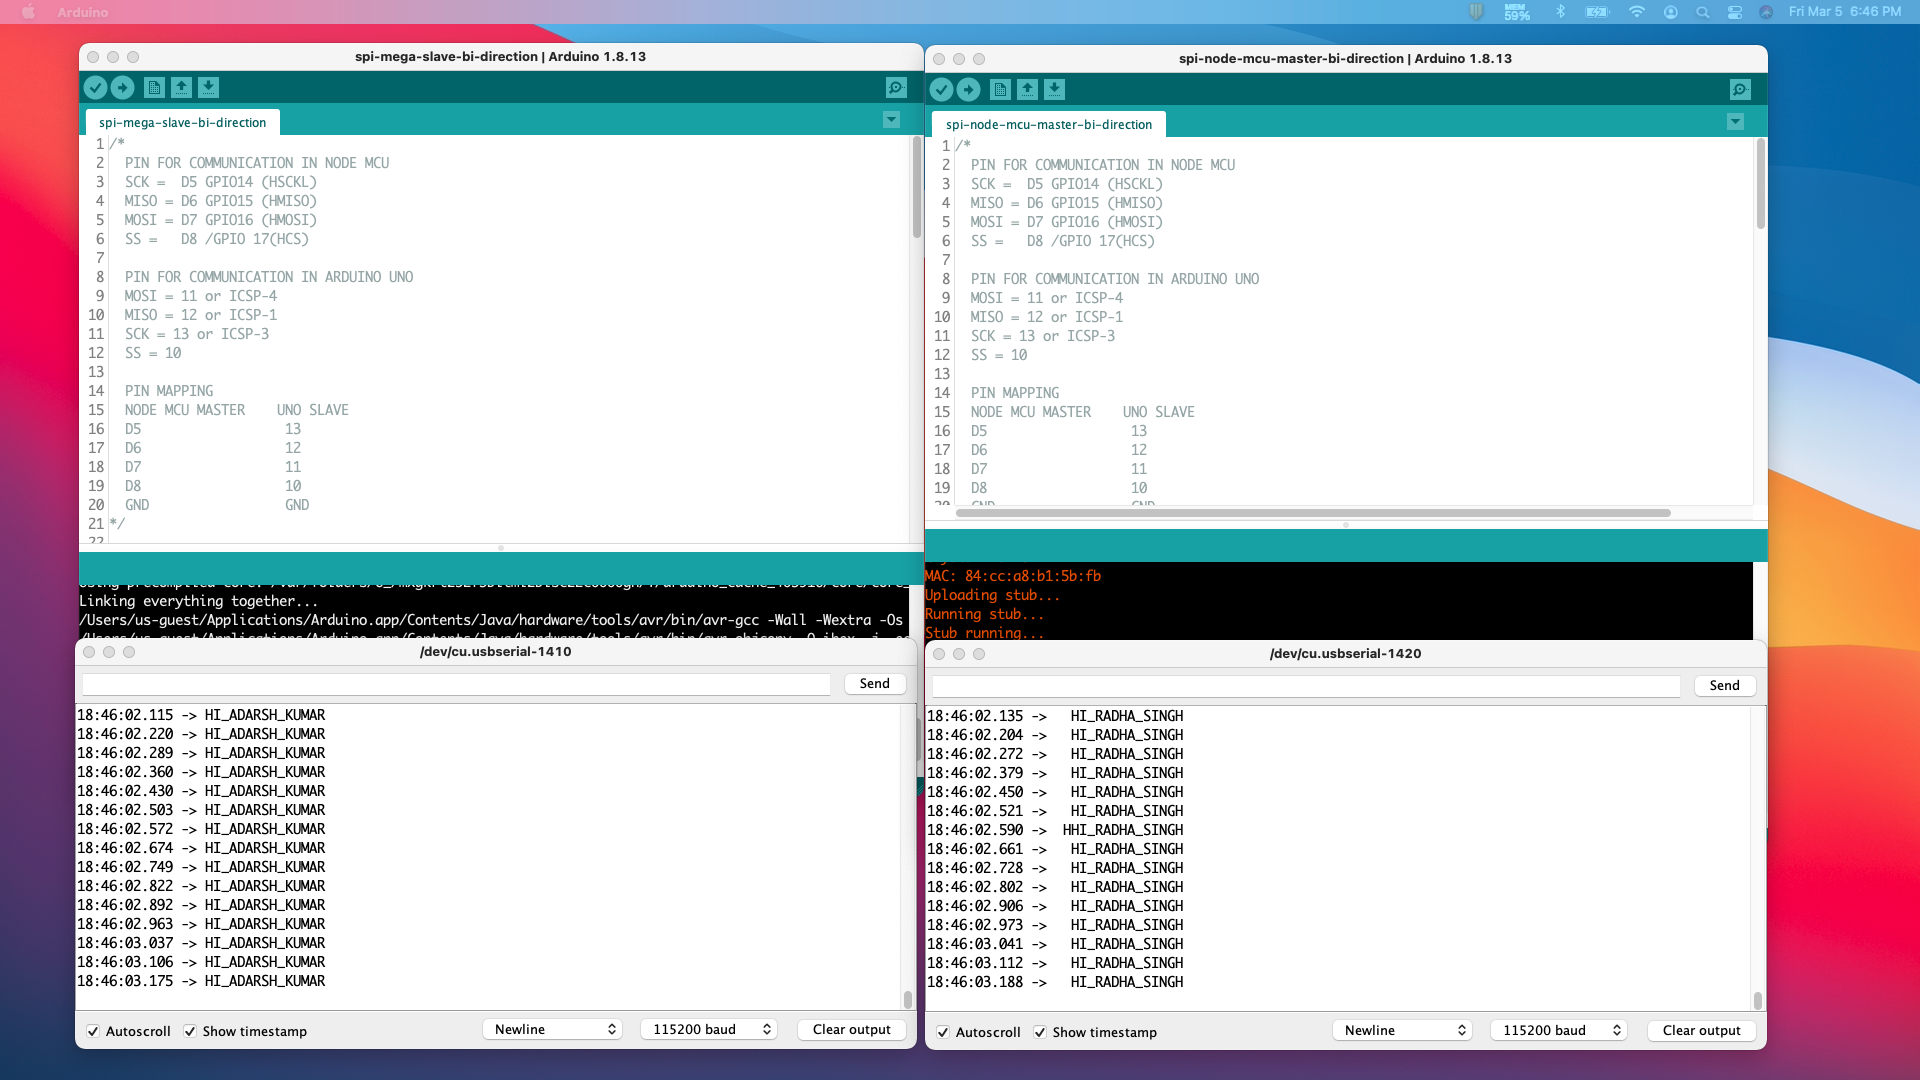 Arduino
MEM
59%
Fri Mar 5 6:46 PM
spi-mega-slave-bi-direction | Arduino 1.8.13
spi-mega-slave-bi-direction
1 /*
2 PIN FOR COMMUNICATION IN NODE MCU
3 SCK = D5 GPIO14 (HSCKL)
4 MISO = D6 GPIO15 (HMISO)
5 MOSI = D7 GPIO16 (HMOSI)
6 SS = D8 /GPIO 17(HCS)
7
8 PIN FOR COMMUNICATION IN ARDUINO UNO
9 MOSI = 11 or ICSP-4
10 MISO = 12 or ICSP-1
11 SCK = 13 or ICSP-3
12 SS = 10
13
14 PIN MAPPING
15 NODE MCU MASTER UNO SLAVE
16 D5 13
17 D6 12
18 D7 11
19 D8 10
20 GND GND
21 */
22
Linking everything together...
/Users/us-guest/Applications/Arduino.app/Contents/Java/hardware/tools/avr/bin/avr-gcc -Wall -Wextra -Os
/dev/cu.usbserial-1410
Send
18:46:02.115 -> HI_ADARSH_KUMAR
18:46:02.220 -> HI_ADARSH_KUMAR
18:46:02.289 -> HI_ADARSH_KUMAR
18:46:02.360 -> HI_ADARSH_KUMAR
18:46:02.430 -> HI_ADARSH_KUMAR
18:46:02.503 -> HI_ADARSH_KUMAR
18:46:02.572 -> HI_ADARSH_KUMAR
18:46:02.674 -> HI_ADARSH_KUMAR
18:46:02.749 -> HI_ADARSH_KUMAR
18:46:02.822 -> HI_ADARSH_KUMAR
18:46:02.892 -> HI_ADARSH_KUMAR
18:46:02.963 -> HI_ADARSH_KUMAR
18:46:03.037 -> HI_ADARSH_KUMAR
18:46:03.106 -> HI_ADARSH_KUMAR
18:46:03.175 -> HI_ADARSH_KUMAR
Autoscroll Show timestamp Newline 115200 baud Clear output
spi-node-mcu-master-bi-direction | Arduino 1.8.13
spi-node-mcu-master-bi-direction
1 /*
2 PIN FOR COMMUNICATION IN NODE MCU
3 SCK = D5 GPIO14 (HSCKL)
4 MISO = D6 GPIO15 (HMISO)
5 MOSI = D7 GPIO16 (HMOSI)
6 SS = D8 /GPIO 17(HCS)
7
8 PIN FOR COMMUNICATION IN ARDUINO UNO
9 MOSI = 11 or ICSP-4
10 MISO = 12 or ICSP-1
11 SCK = 13 or ICSP-3
12 SS = 10
13
14 PIN MAPPING
15 NODE MCU MASTER UNO SLAVE
16 D5 13
17 D6 12
18 D7 11
19 D8 10
20 GND GND
MAC: 84:cc:a8:b1:5b:fb
Uploading stub...
Running stub...
Stub running...
/dev/cu.usbserial-1420
Send
18:46:02.135 -> HI_RADHA_SINGH
18:46:02.204 -> HI_RADHA_SINGH
18:46:02.272 -> HI_RADHA_SINGH
18:46:02.379 -> HI_RADHA_SINGH
18:46:02.450 -> HI_RADHA_SINGH
18:46:02.521 -> HI_RADHA_SINGH
18:46:02.590 -> HHI_RADHA_SINGH
18:46:02.661 -> HI_RADHA_SINGH
18:46:02.728 -> HI_RADHA_SINGH
18:46:02.802 -> HI_RADHA_SINGH
18:46:02.906 -> HI_RADHA_SINGH
18:46:02.973 -> HI_RADHA_SINGH
18:46:03.041 -> HI_RADHA_SINGH
18:46:03.112 -> HI_RADHA_SINGH
18:46:03.188 -> HI_RADHA_SINGH
Autoscroll Show timestamp Newline 115200 baud Clear output